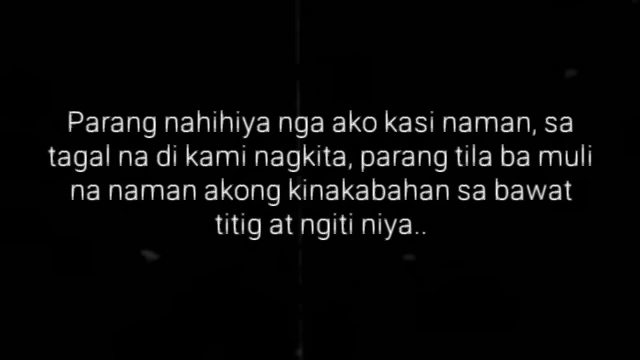 Parang nahihiya nga ako kasi naman, sa
tagal na di kami nagkita, parang tila ba muli
na naman akong kinakabahan sa bawat
titig at ngiti niya..